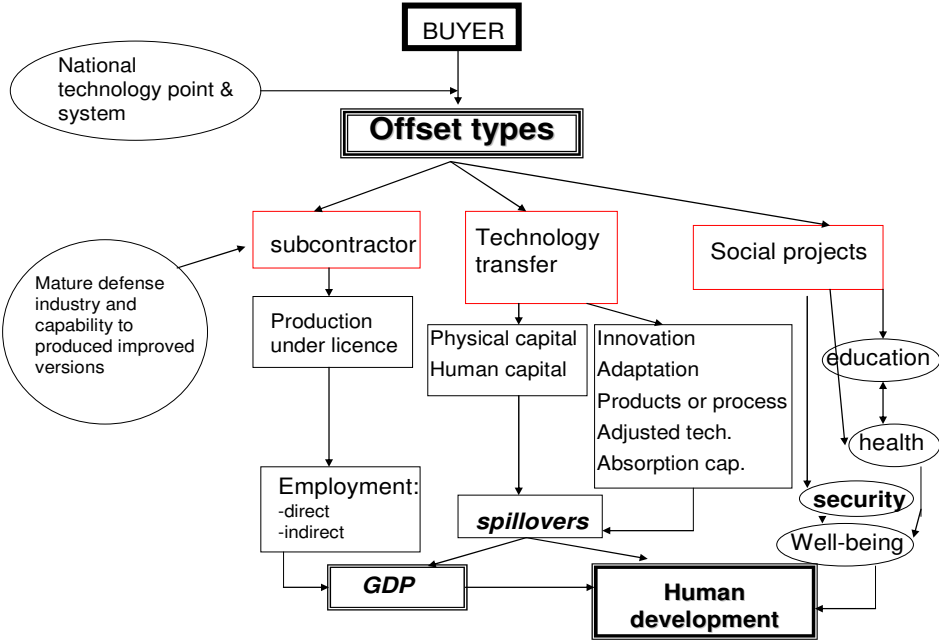 BUYER
National
technology point &
system
Offset types
subcontractor
Technology
transfer
Social projects
Mature defense
industry and
capability to
produced improved
versions
Production
under licence
Physical capital
Human capital
Innovation
Adaptation
Products or process
Adjusted tech.
Absorption cap.
education
health
Employment:
-direct
-indirect
spillovers
security
Well-being
GDP
Human
development